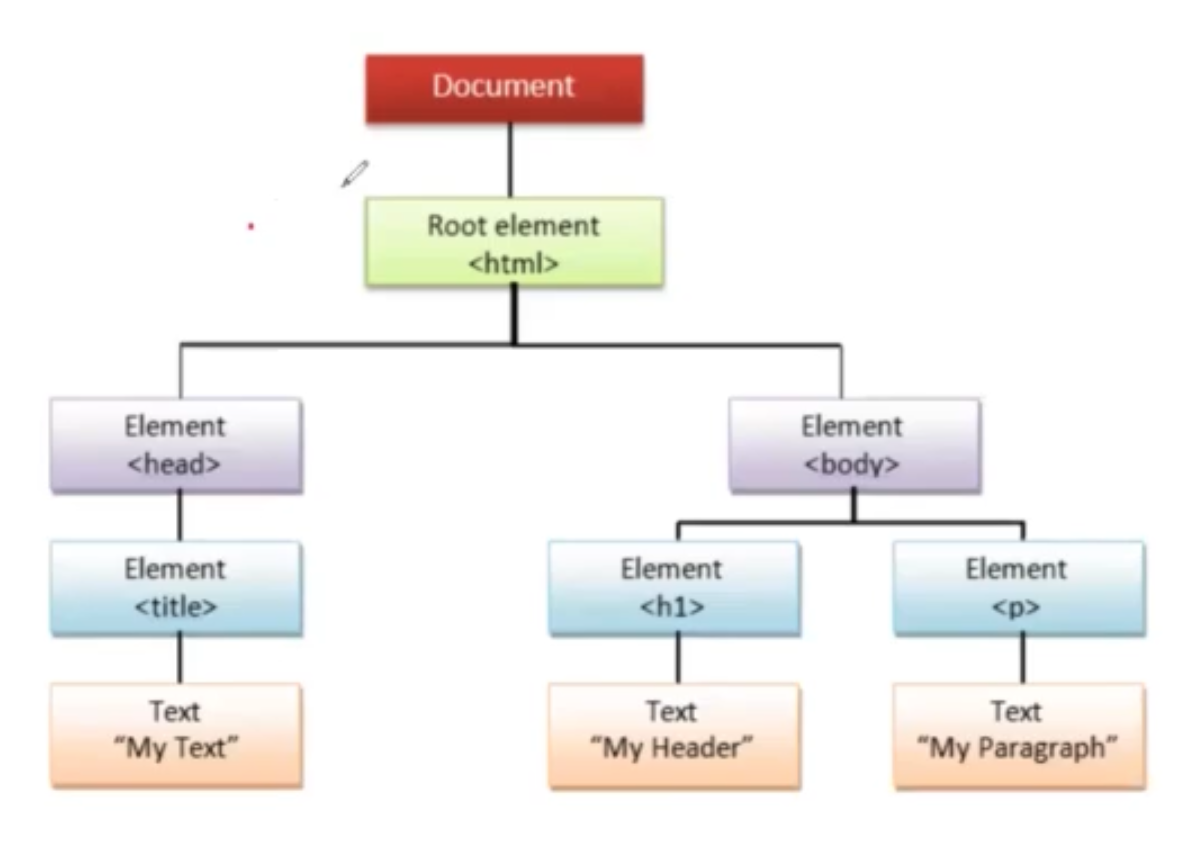 Document
Root element
<html>
Element
<head>
Element
<body>
Element
<title>
Element
<h1>
Element
<p>
Text
“My Text”
Text
“My Header”
Text
“My Paragraph”